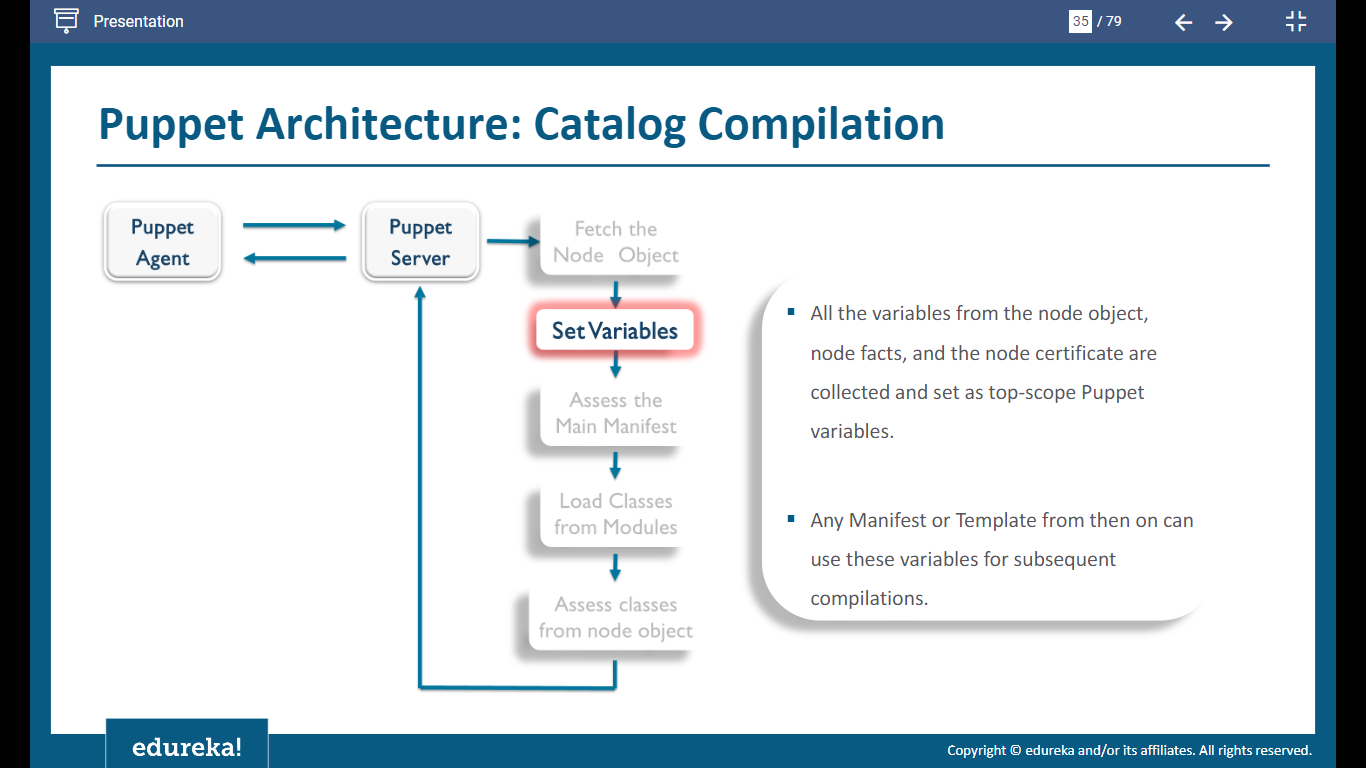 Presentation
35 / 79
Puppet Architecture: Catalog Compilation
Puppet
Agent
Puppet
Server
Fetch the
Node Object
Set Variables
Assess the
Main Manifest
Load Classes
from Modules
Assess classes
from node object
All the variables from the node object,
node facts, and the node certificate are
collected and set as top-scope Puppet
variables.
Any Manifest or Template from then on can
use these variables for subsequent
compilations.
edureka!
Copyright © edureka and/or its affiliates. All rights reserved.